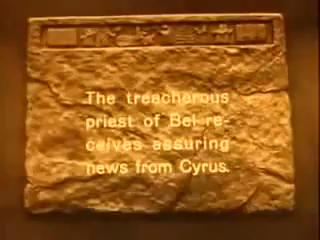 The treacherous
priest of Bel re-
ceives assuring
news from Cyrus.